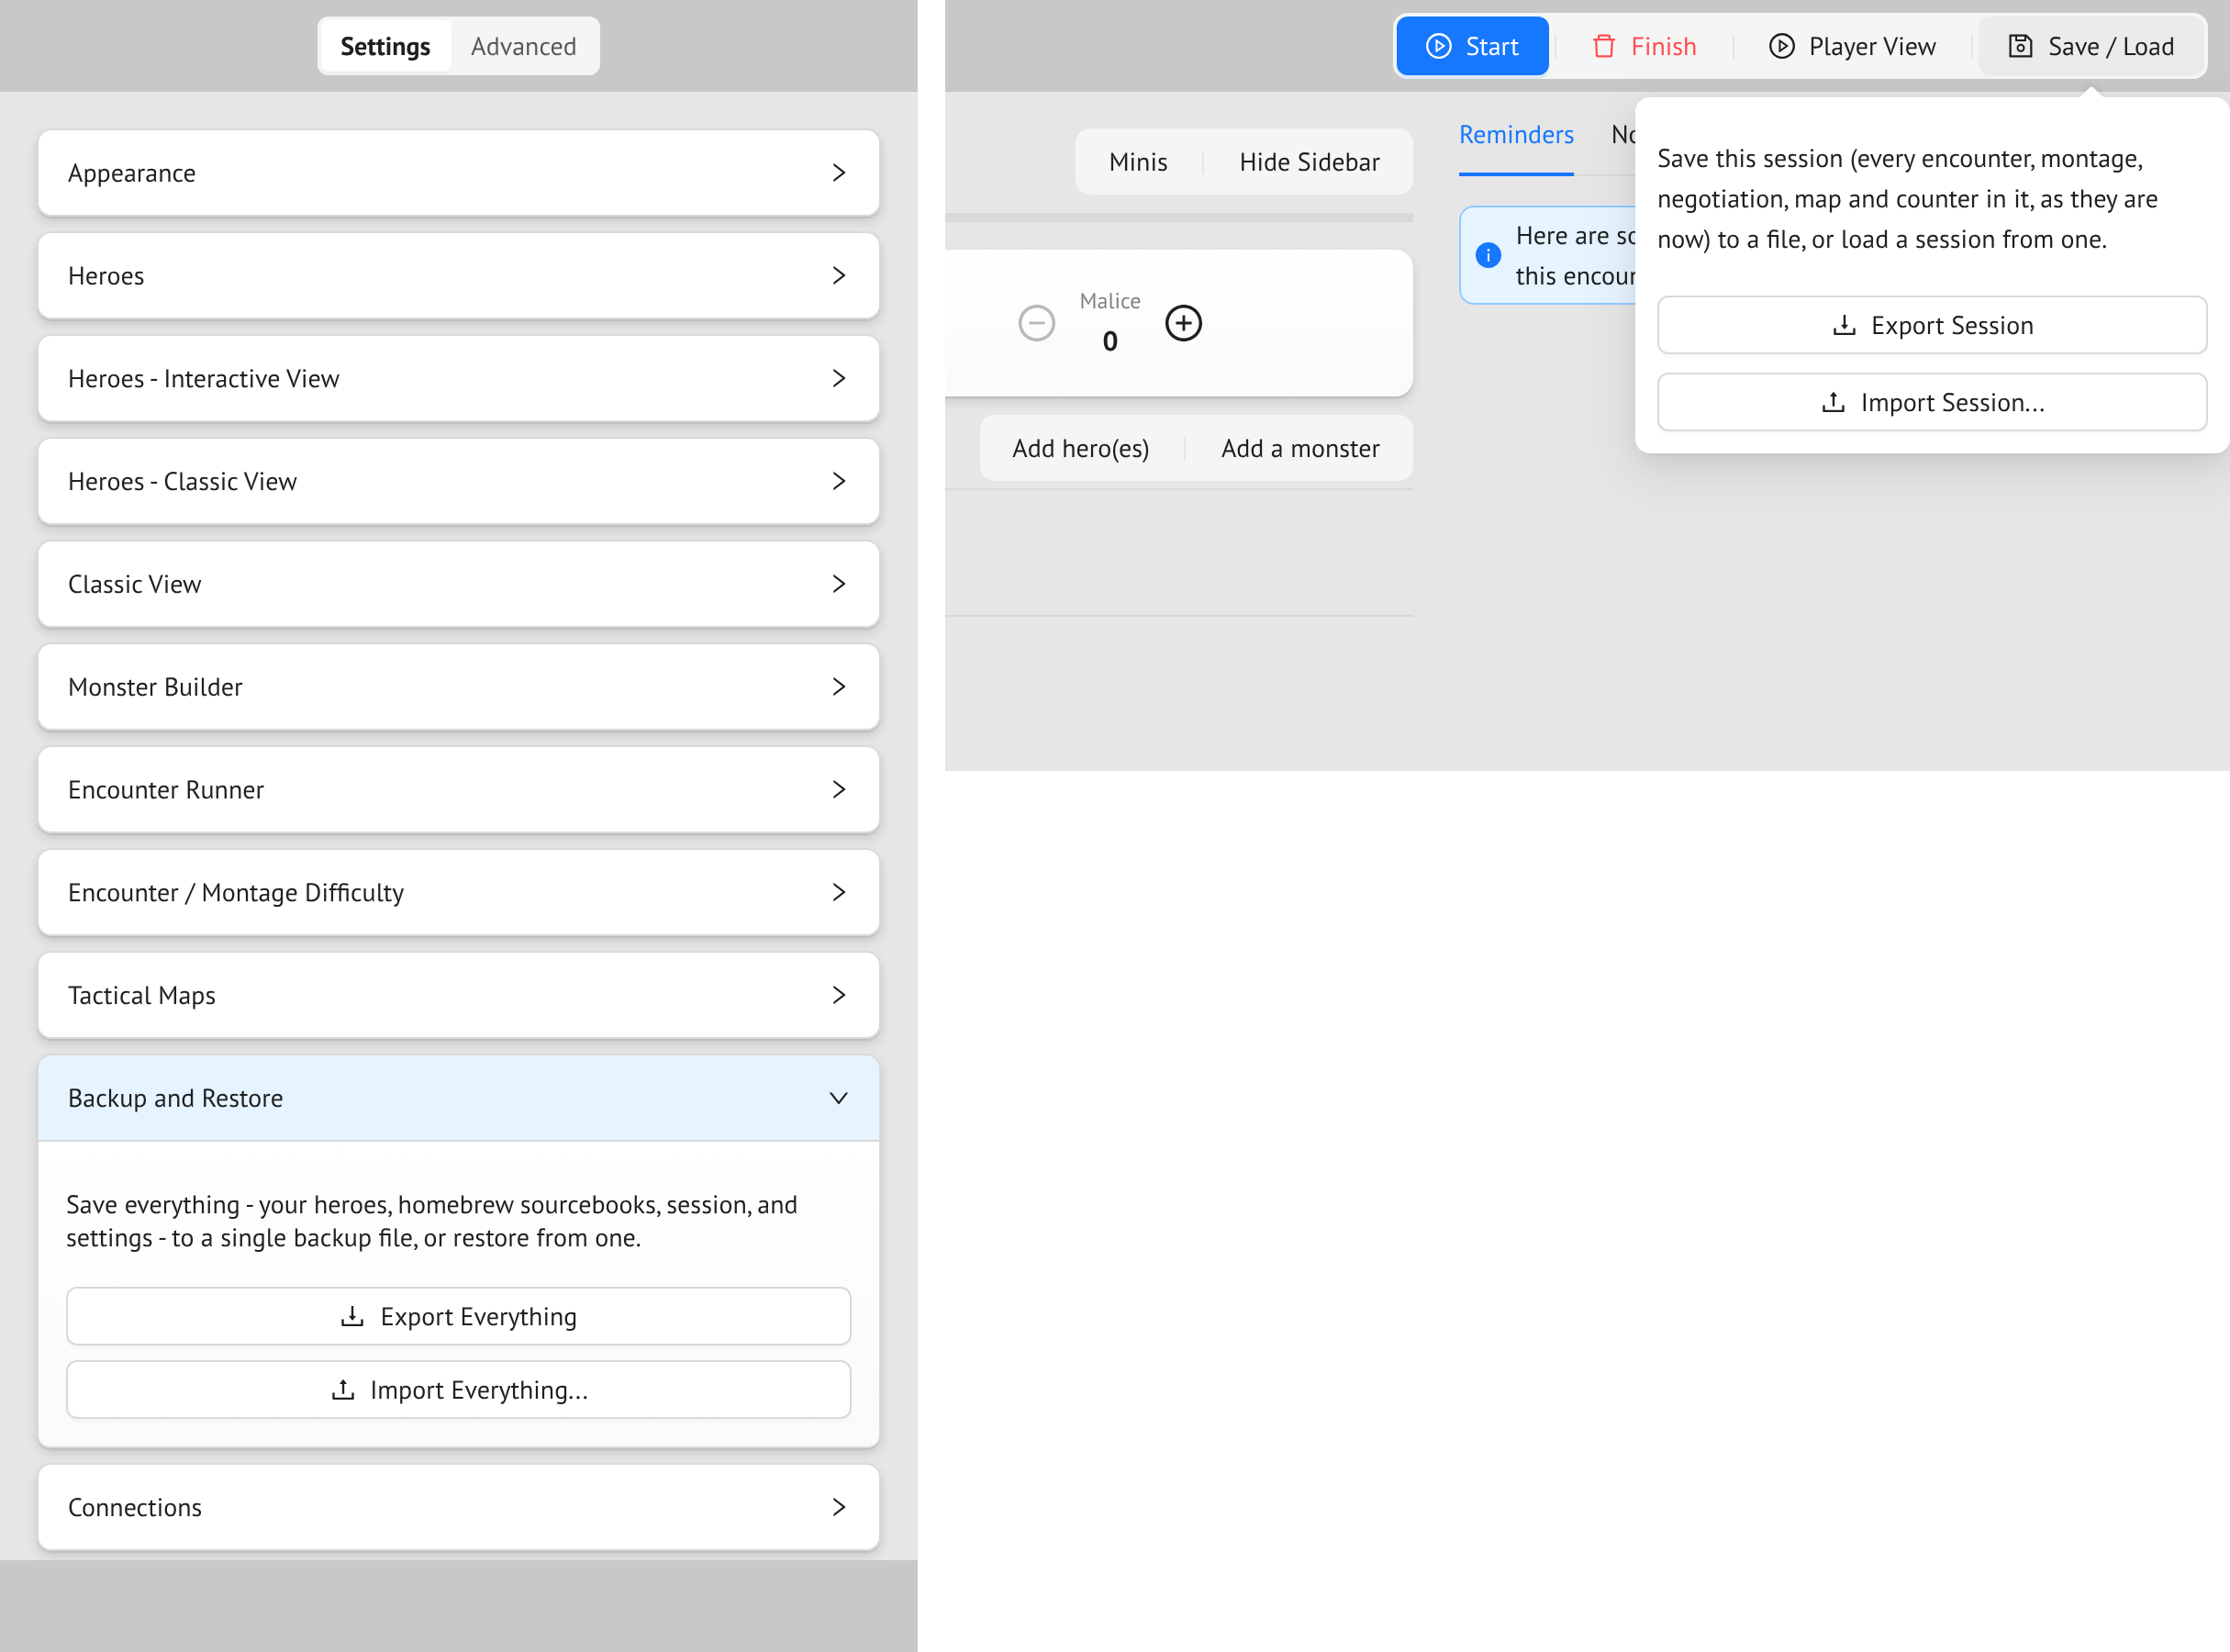 Settings Advanced
Appearance
Heroes
Heroes - Interactive View
Heroes - Classic View
Classic View
Monster Builder
Encounter Runner
Encounter / Montage Difficulty
Tactical Maps
Backup and Restore
Save everything - your heroes, homebrew sourcebooks, session, and
settings - to a single backup file, or restore from one.
Export Everything
Import Everything...
Connections
Start Finish Player View Save / Load
Minis Hide Sidebar
Malice
0
Add hero(es) Add a monster
Reminders
Here are
this
Save this session (every encounter, montage,
negotiation, map and counter in it, as they are
now) to a file, or load a session from one.
Export Session
Import Session...